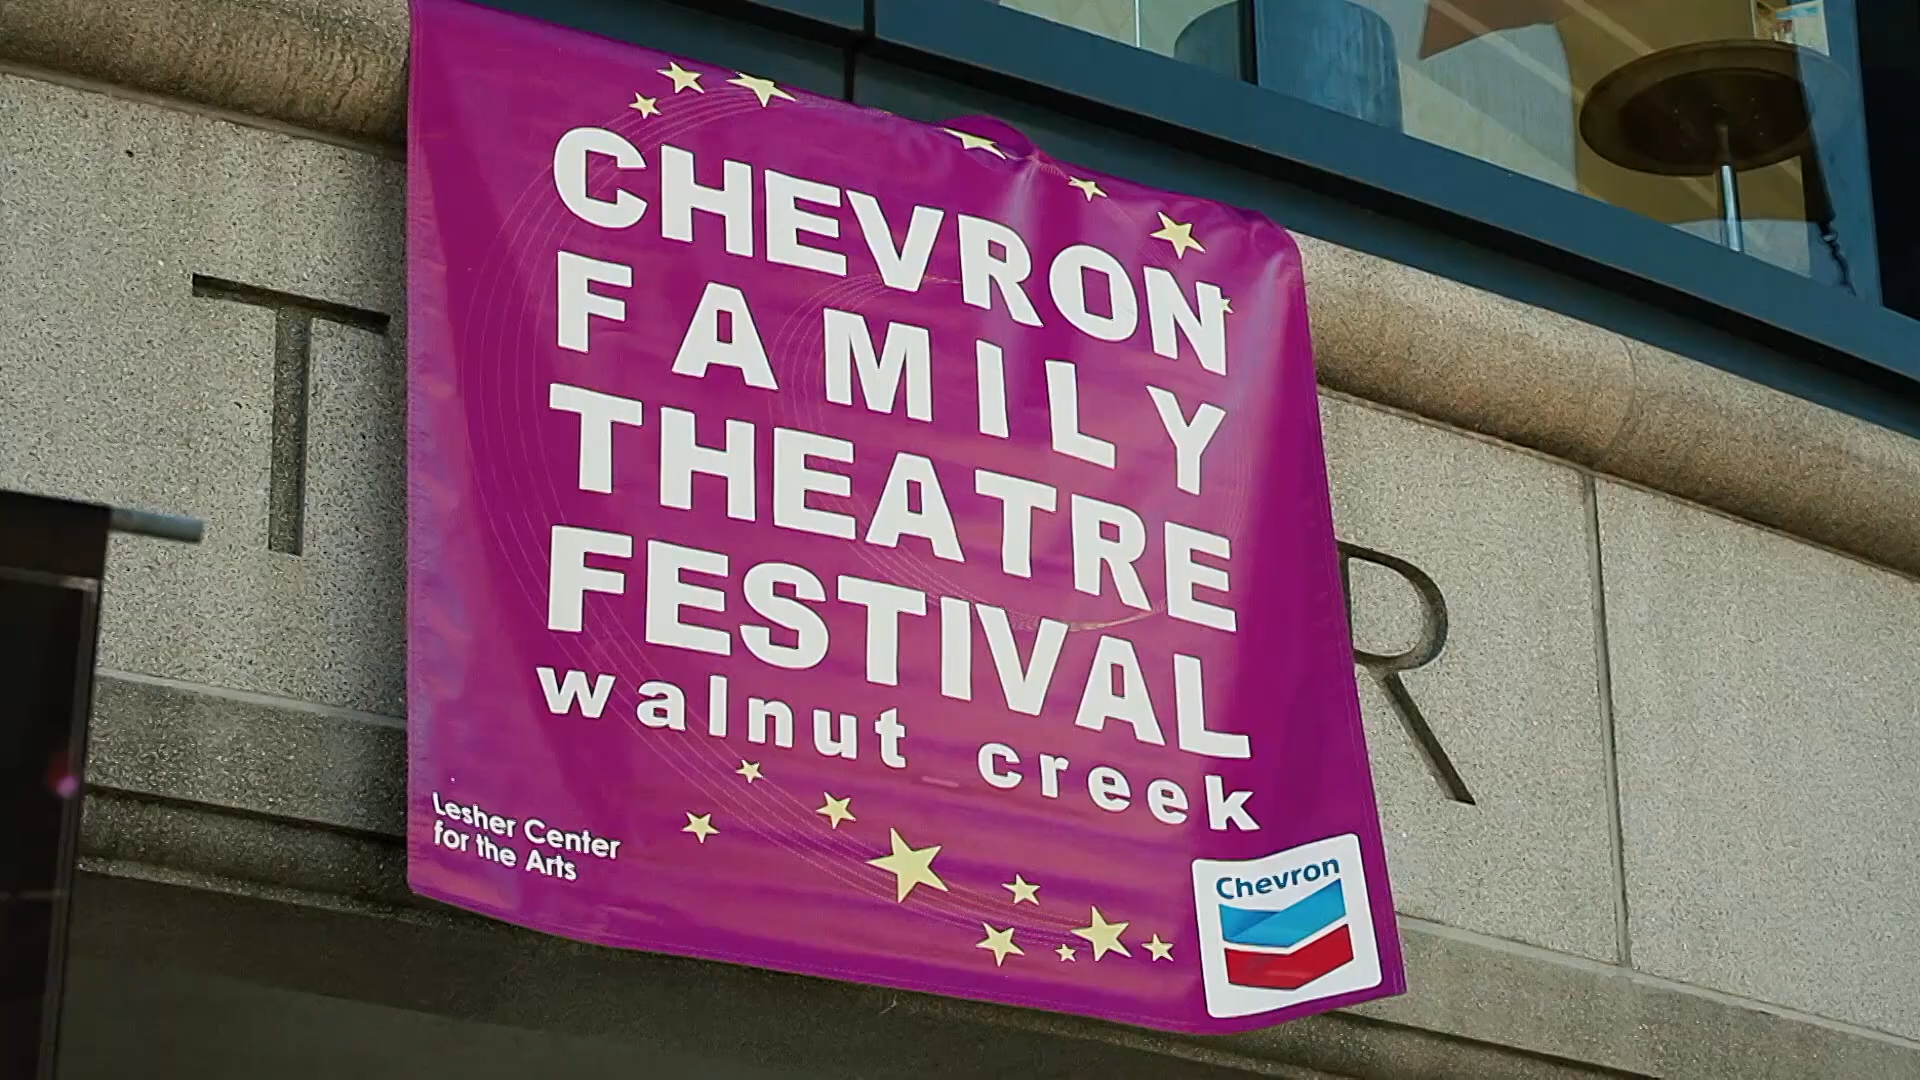 CHEVRON
FAMILY
THEATRE
FESTIVAL
walnut creek
Lesher Center
for the Arts
Chevron
T
R